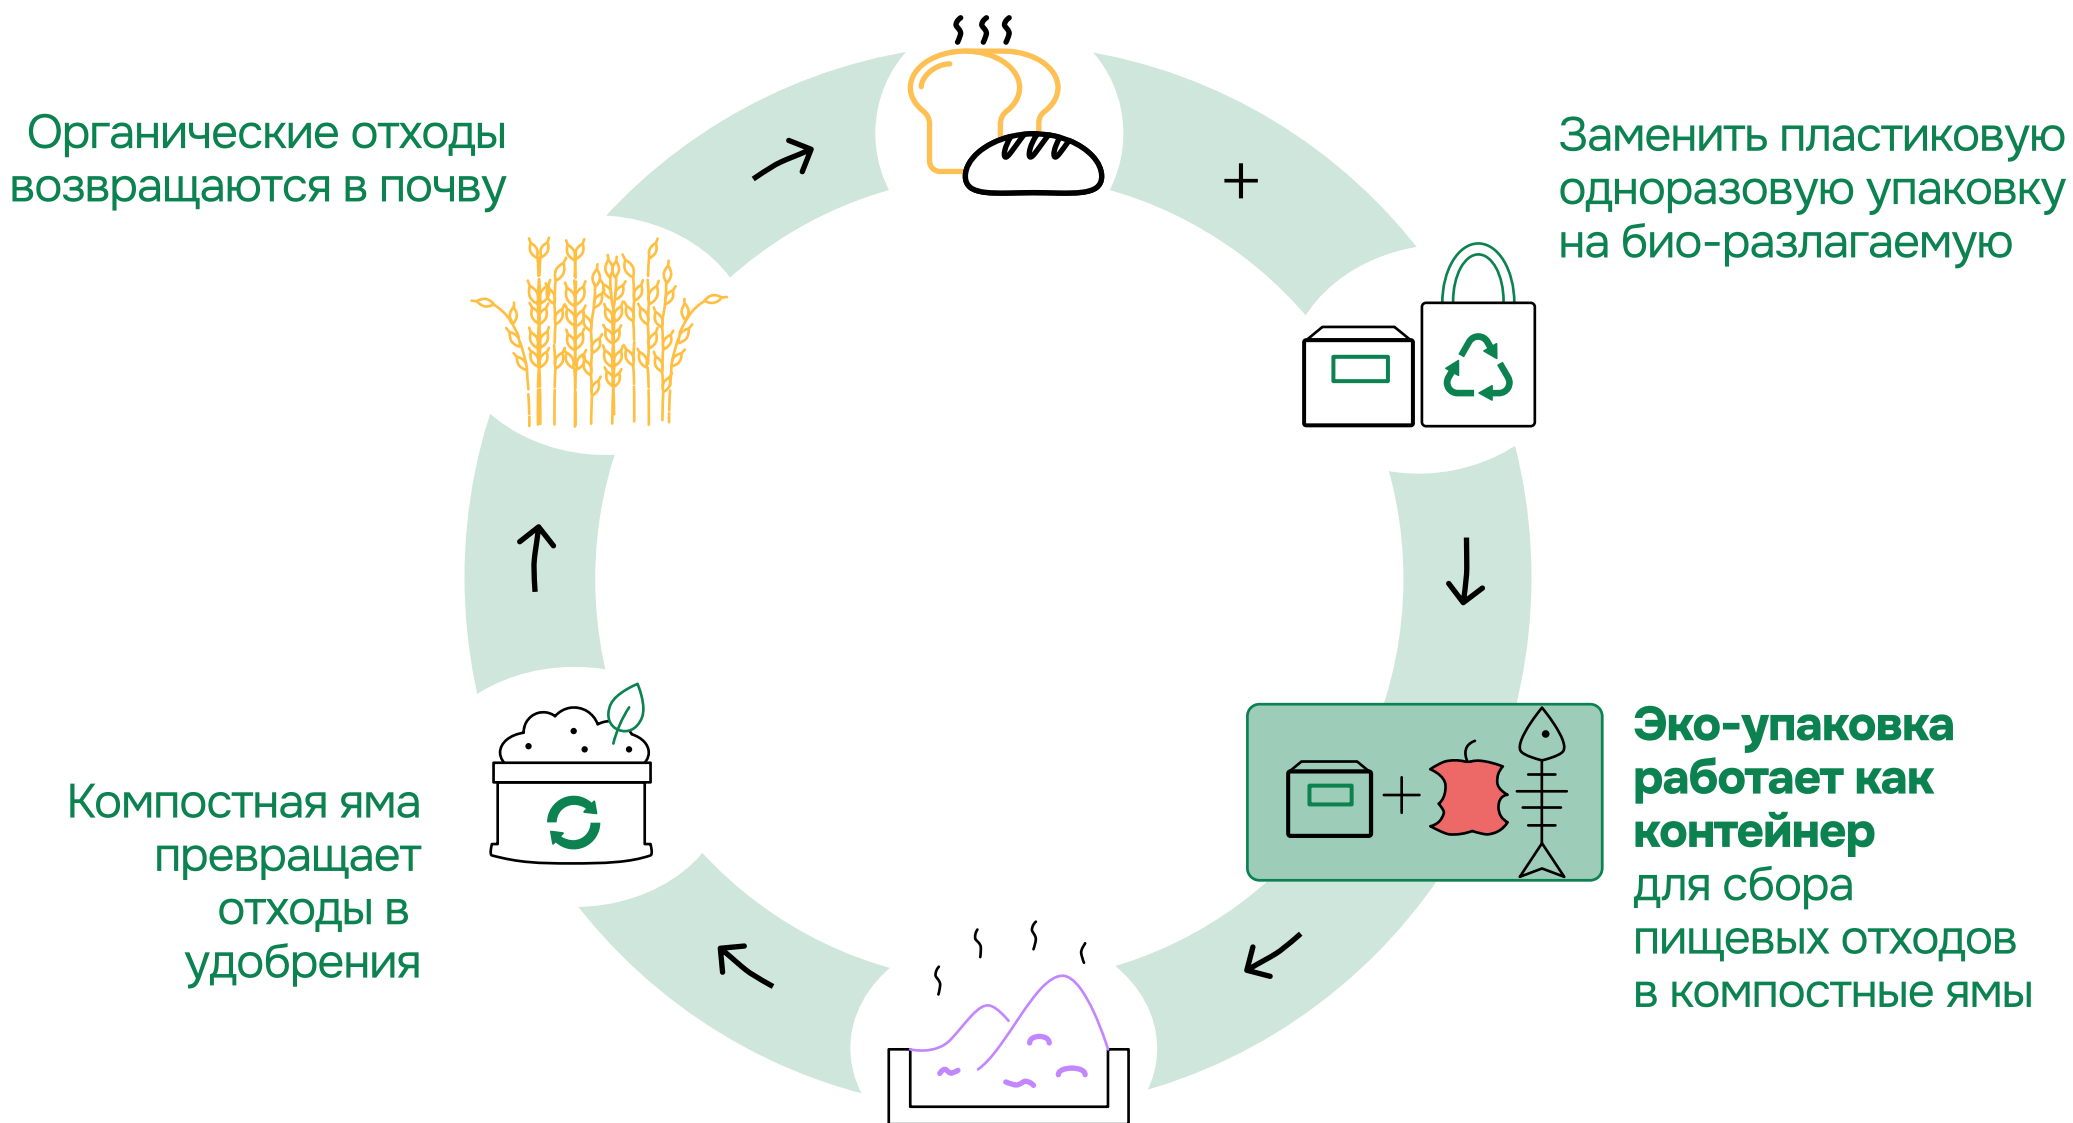 Органические отходы
возвращаются в почву
Заменить пластиковую
одноразовую упаковку
на био-разлагаемую
Эко-упаковка
работает как
контейнер
для сбора
пищевых отходов
в компостные ямы
Компостная яма
превращает
отходы в
удобрения